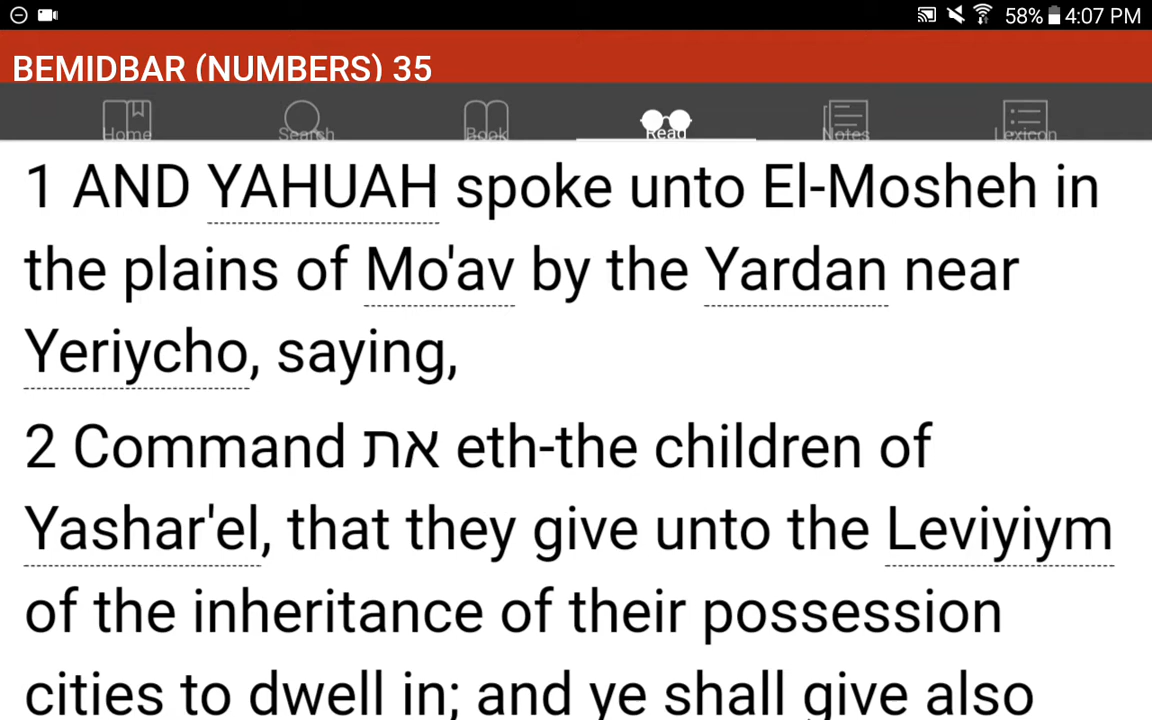 58% 4:07 PM
BEMIDBAR (NUMBERS) 35
Home Search Book Read Notes Lexicon
1 AND YAHUAH spoke unto El-Mosheh in
the plains of Mo'av by the Yardan near
Yeriycho, saying,
2 Command את eth-the children of
Yashar'el, that they give unto the Leviyiym
of the inheritance of their possession
cities to dwell in; and ye shall give also